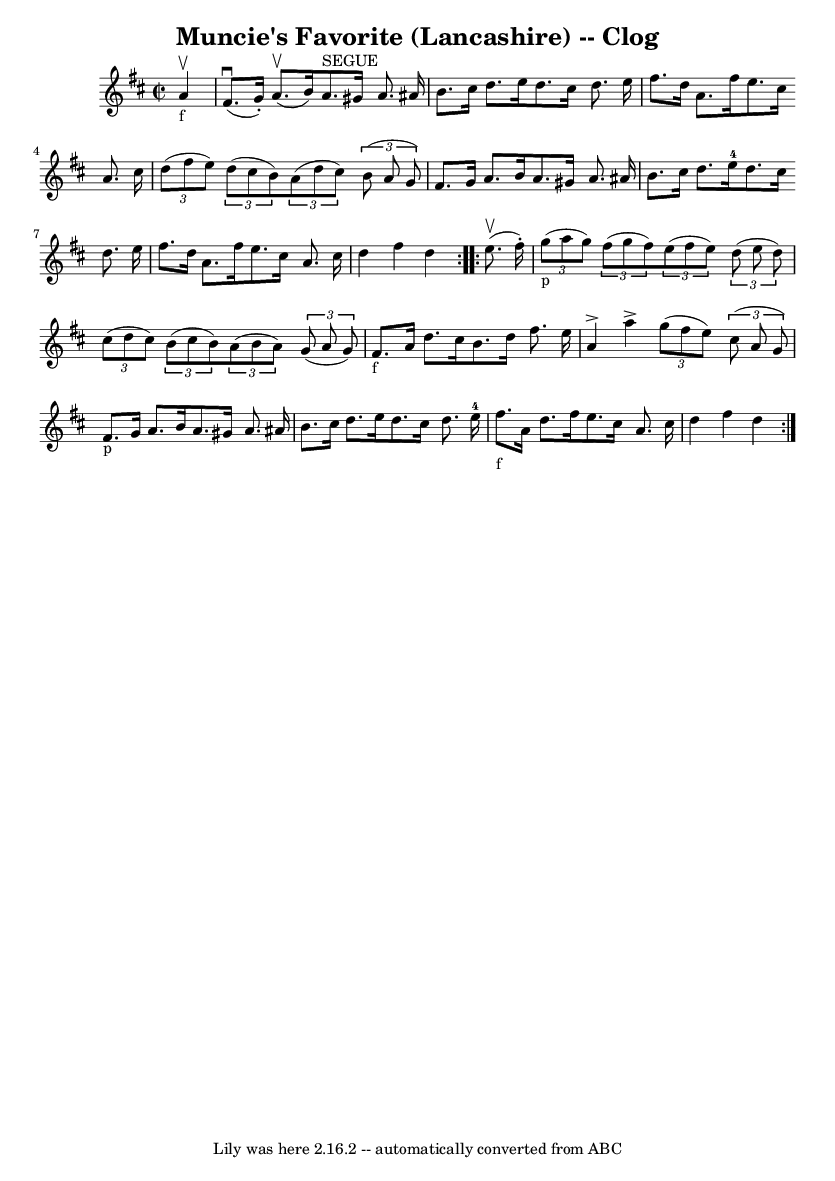 Muncie's Favorite (Lancashire) -- Clog
SEGUE
f
4
3 3 3 3
4
7
3 3 3 3
p
3 3 3 3 3 3
f
4
p
f
Lily was here 2.16.2 -- automatically converted from ABC